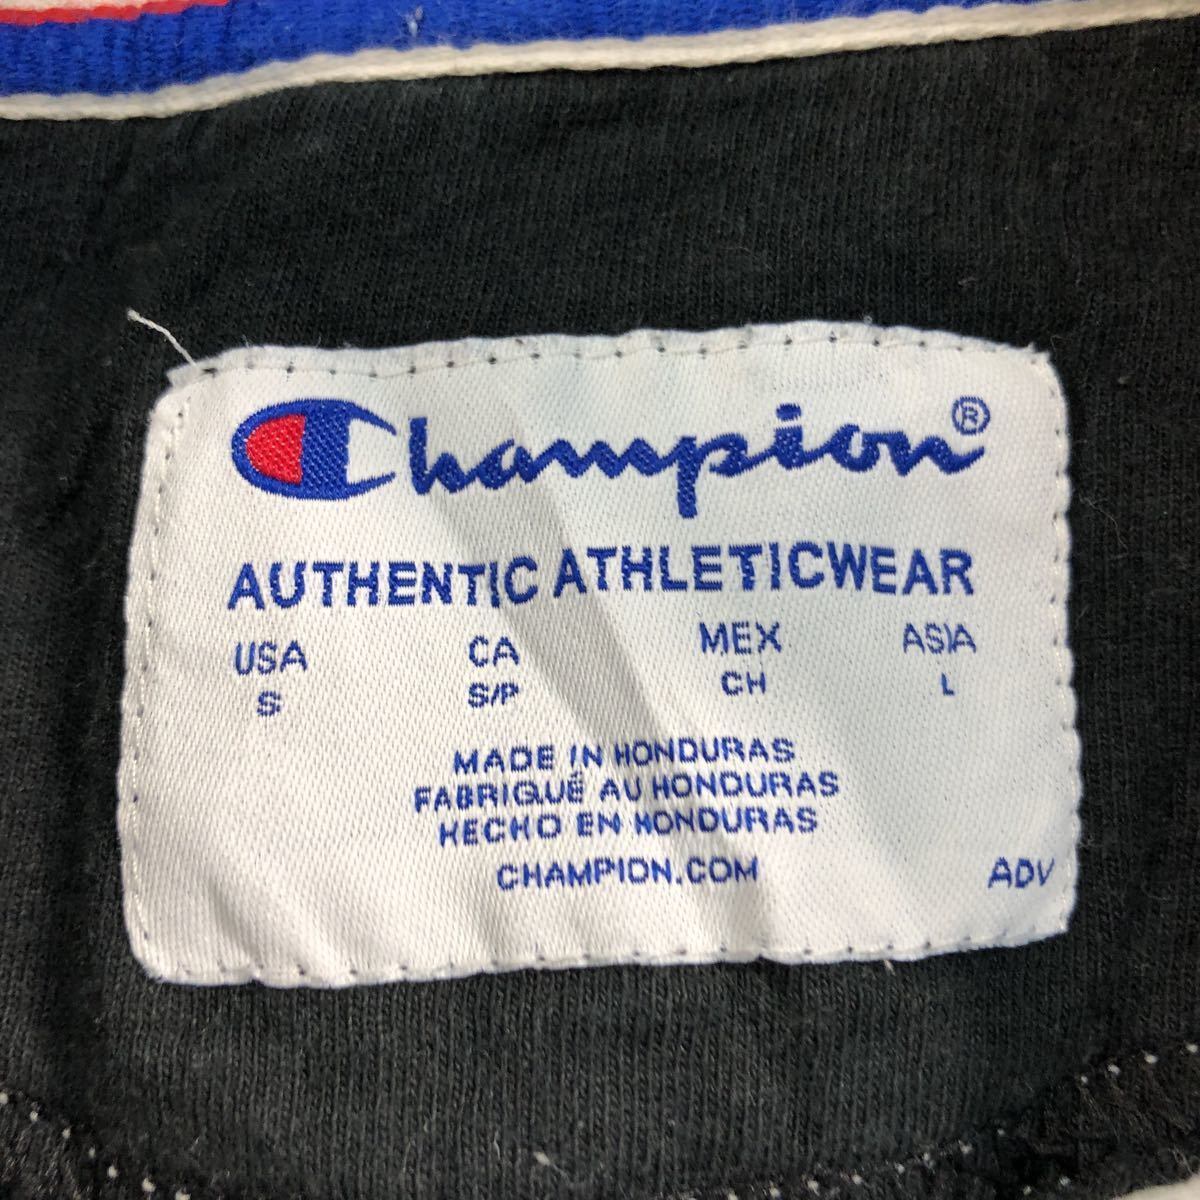 Champion®
AUTHENTIC ATHLETICWEAR
USA CA MEX ASIA
S S/P CH L
MADE IN HONDURAS
FABRIQUÉ AU HONDURAS
HECHO EN HONDURAS
CHAMPION.COM ADV